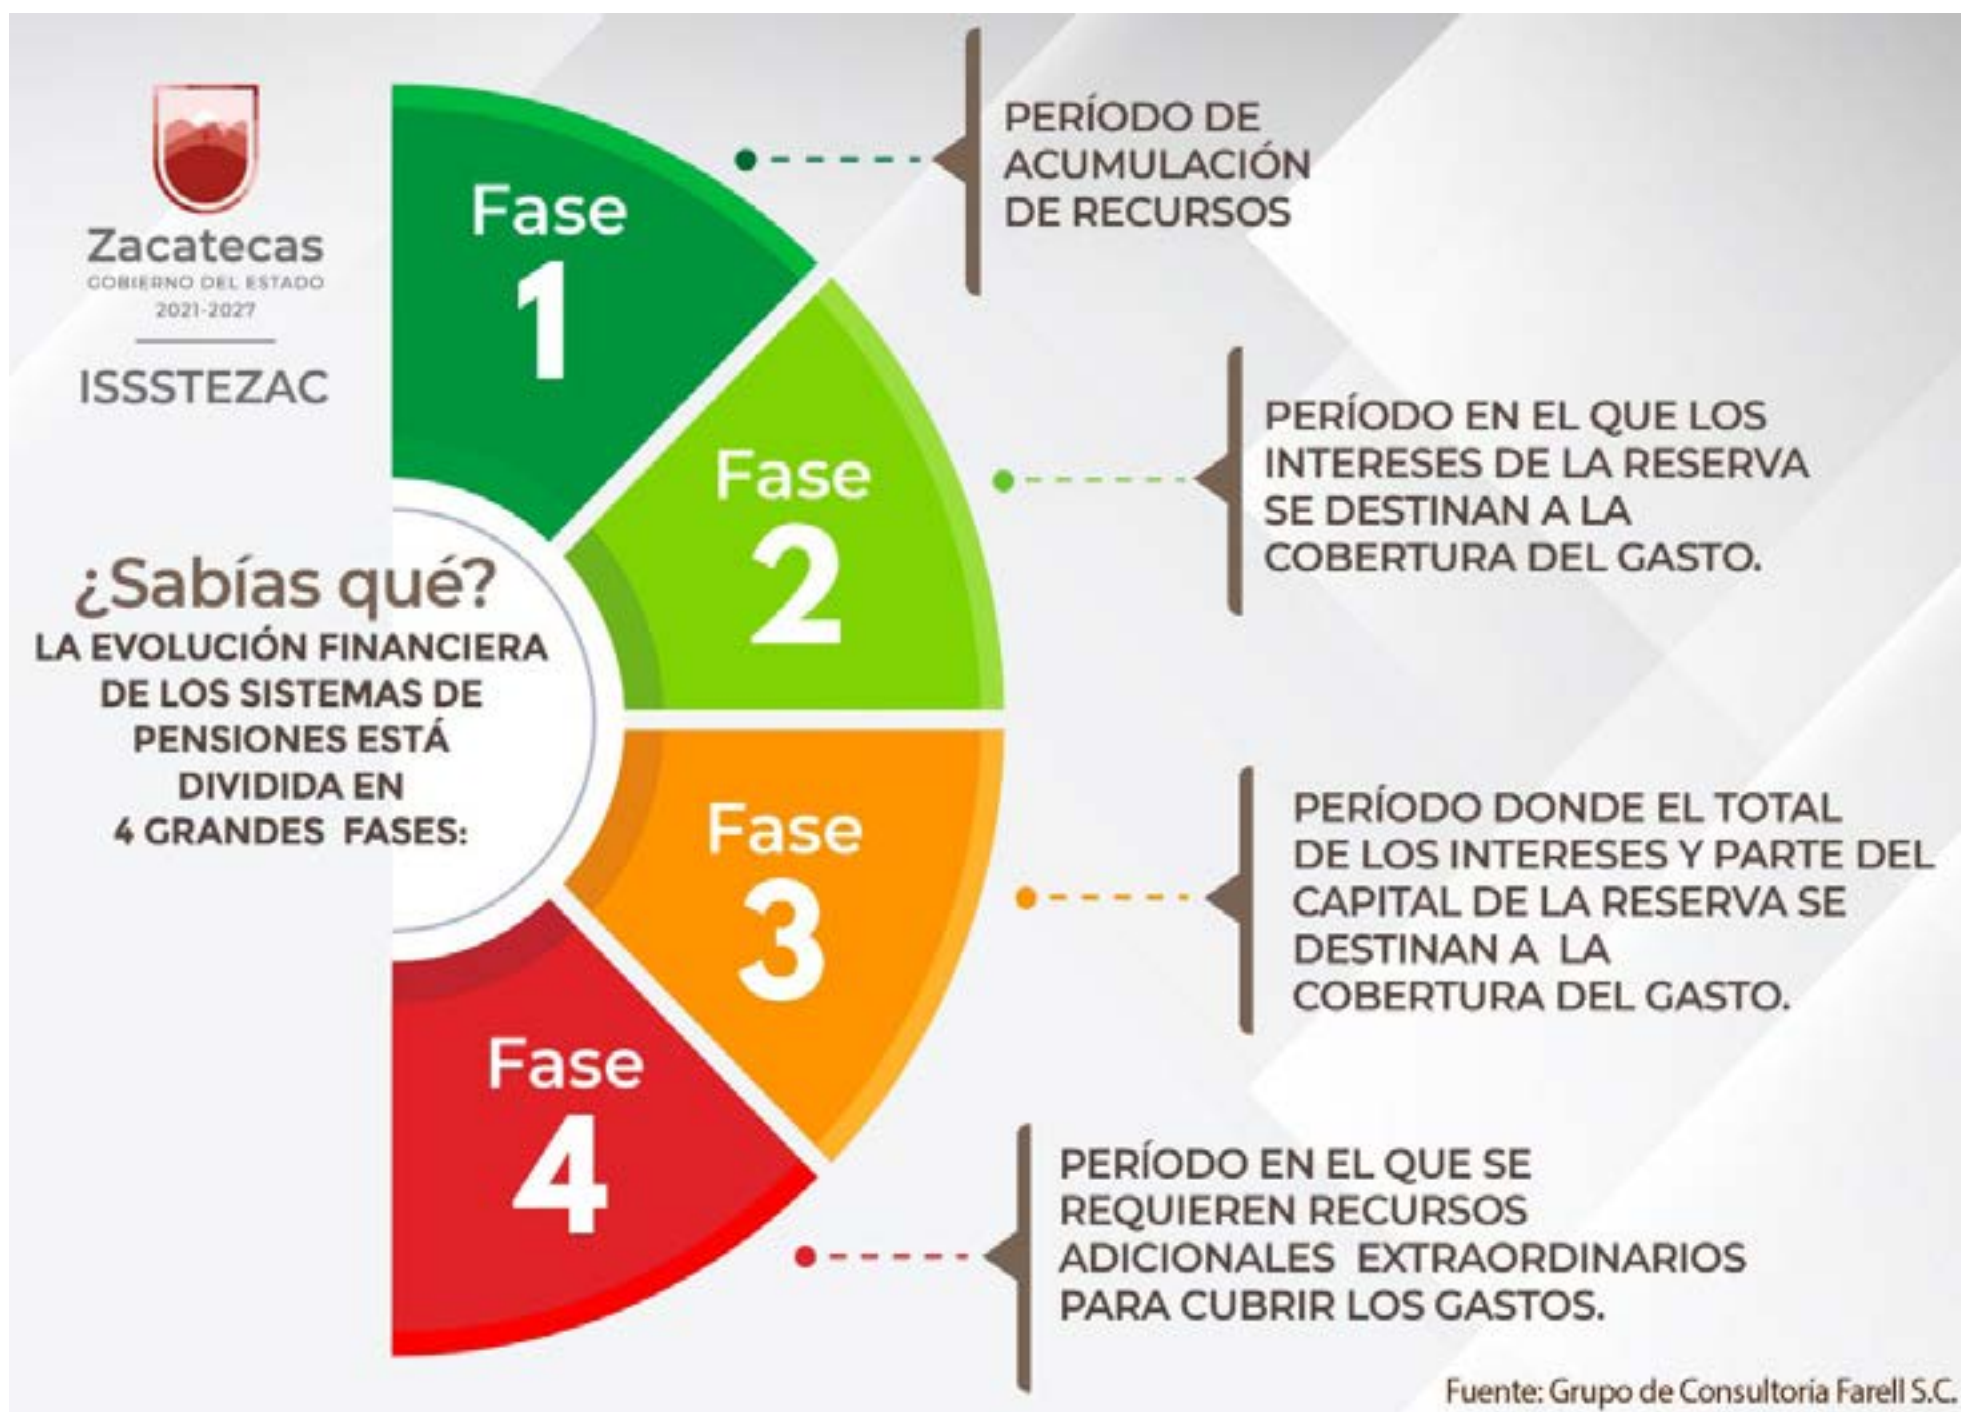 Zacatecas
GOBIERNO DEL ESTADO
2021-2027
ISSSTEZAC
¿Sabías qué?
LA EVOLUCIÓN FINANCIERA
DE LOS SISTEMAS DE
PENSIONES ESTÁ
DIVIDIDA EN
4 GRANDES FASES:
Fase
1
PERÍODO DE
ACUMULACIÓN
DE RECURSOS
Fase
2
PERÍODO EN EL QUE LOS
INTERESES DE LA RESERVA
SE DESTINAN A LA
COBERTURA DEL GASTO.
Fase
3
PERÍODO DONDE EL TOTAL
DE LOS INTERESES Y PARTE DEL
CAPITAL DE LA RESERVA SE
DESTINAN A LA
COBERTURA DEL GASTO.
Fase
4
PERÍODO EN EL QUE SE
REQUIEREN RECURSOS
ADICIONALES EXTRAORDINARIOS
PARA CUBRIR LOS GASTOS.
Fuente: Grupo de Consultoria Farell S.C.